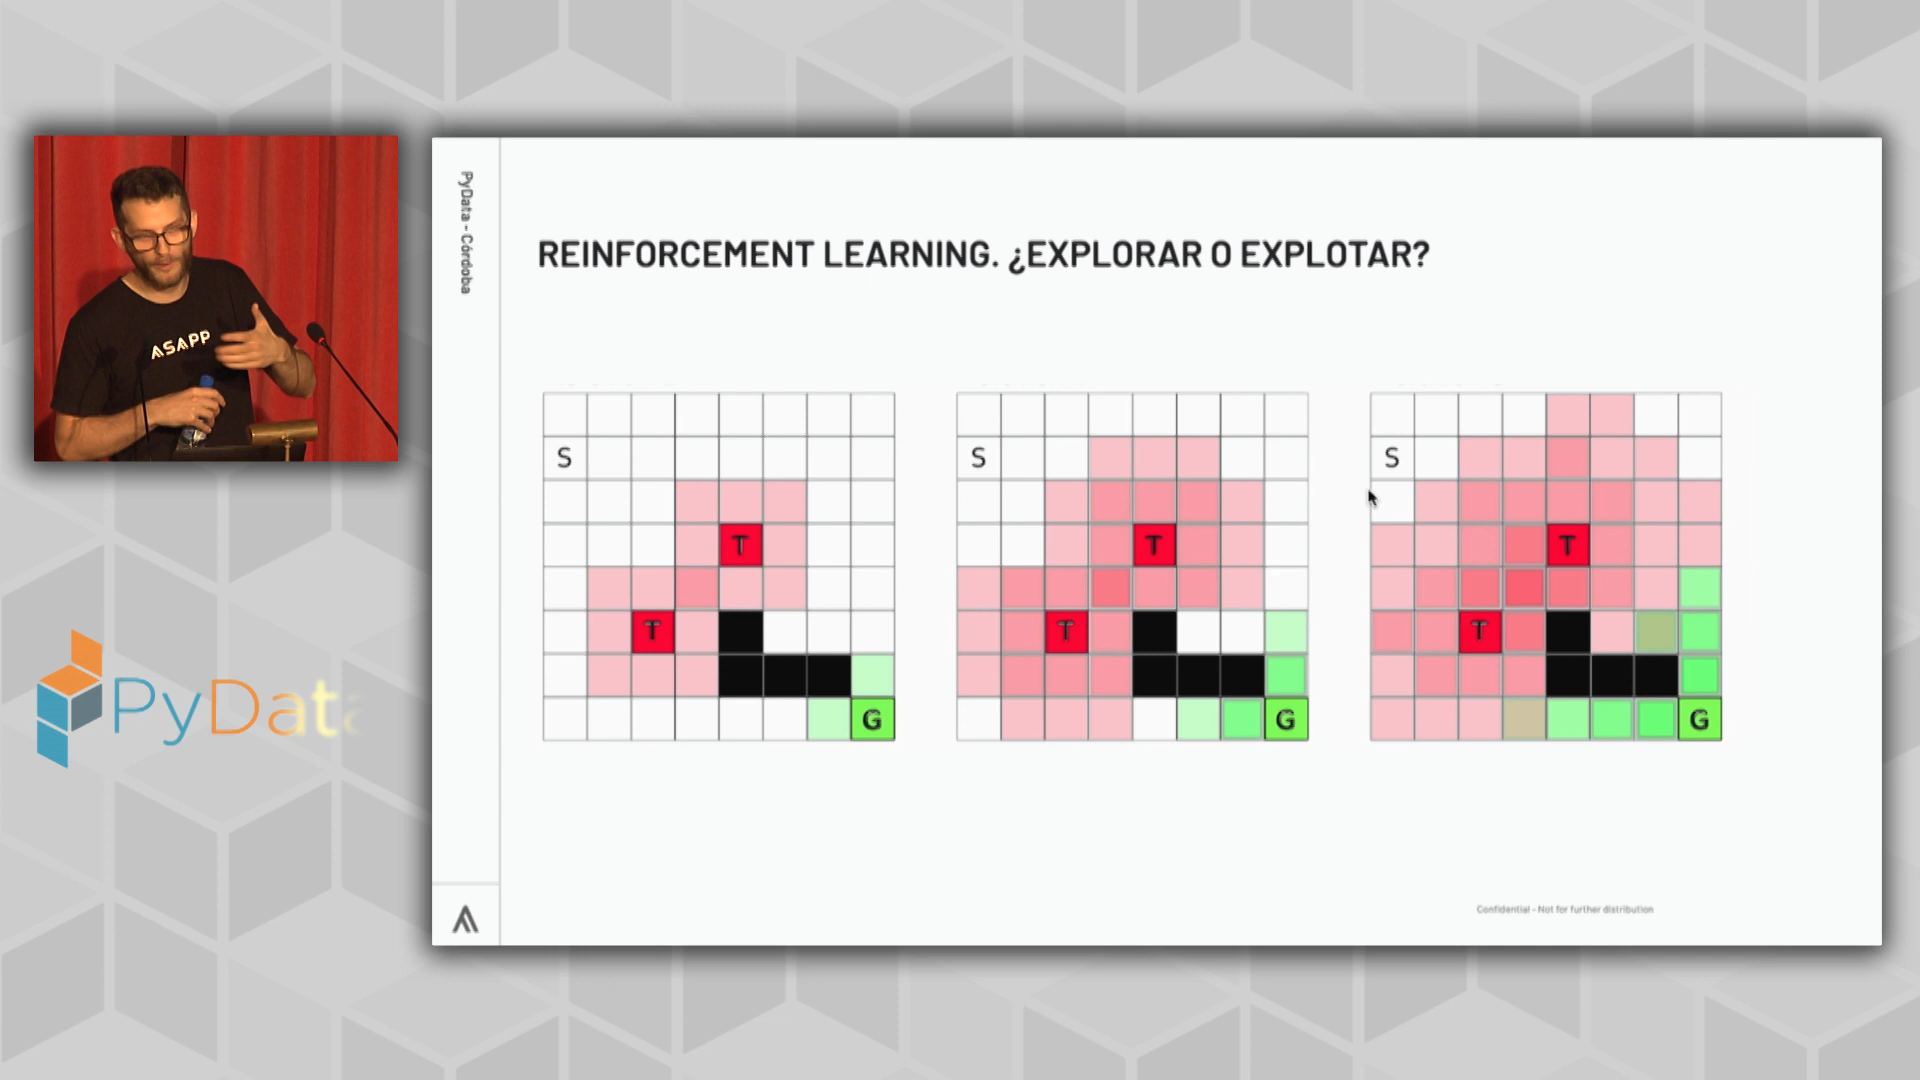 ASAPP
PyData
PyData - Córdoba
REINFORCEMENT LEARNING. ¿EXPLORAR O EXPLOTAR?
S
T
T
G
S
T
T
G
S
T
T
G
Confidential - Not for further distribution